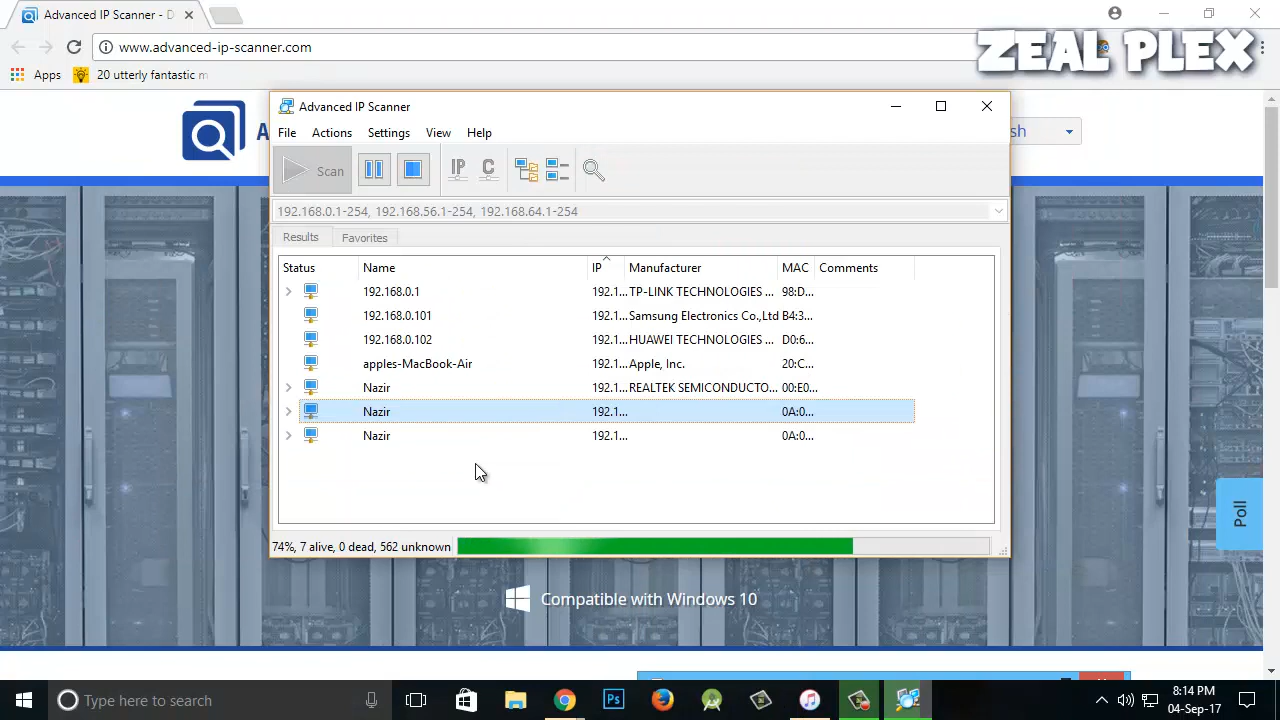 Advanced IP Scanner - D
www.advanced-ip-scanner.com
ZEAL PLEX
Apps 20 utterly fantastic m
A
sh
Advanced IP Scanner
File Actions Settings View Help
Scan IP C
192.168.0.1-254, 192.168.56.1-254, 192.168.64.1-254
Results Favorites
Status Name IP Manufacturer MAC Comments
192.168.0.1 192.1... TP-LINK TECHNOLOGIES ... 98:D...
192.168.0.101 192.1... Samsung Electronics Co.,Ltd B4:3...
192.168.0.102 192.1... HUAWEI TECHNOLOGIES ... D0:6...
apples-MacBook-Air 192.1... Apple, Inc. 20:C...
Nazir 192.1... REALTEK SEMICONDUCTO... 00:E0...
Nazir 192.1... 0A:0...
Nazir 192.1... 0A:0...
74%, 7 alive, 0 dead, 562 unknown
Poll
Compatible with Windows 10
Type here to search
Ps
8:14 PM
04-Sep-17